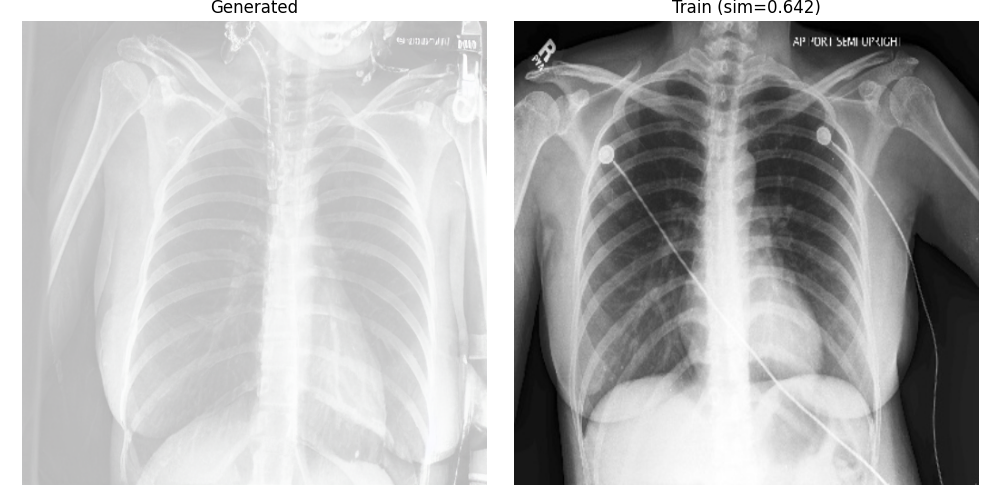 Generated
Train (sim=0.642)
R
AP PORT SEMI UPRIGHT